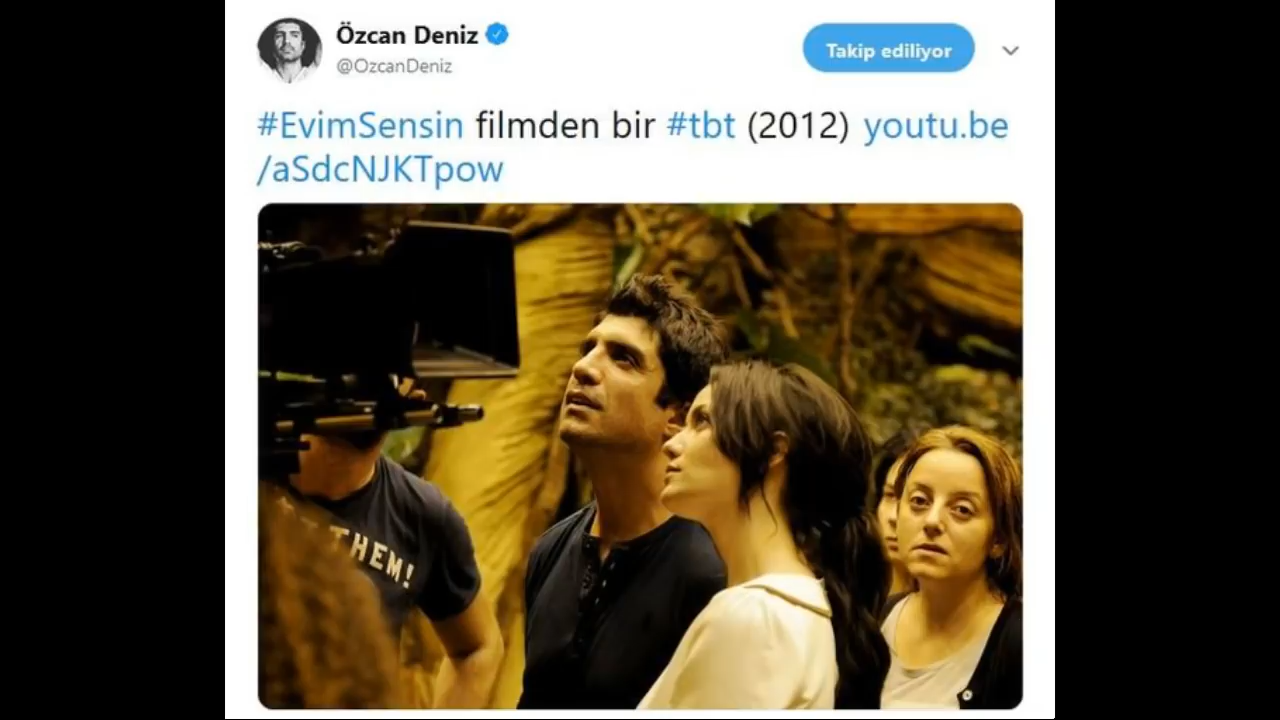 Özcan Deniz
@OzcanDeniz
Takip ediliyor
#EvimSensin filmden bir #tbt (2012) youtu.be
/aSdcNJKTpow
THEM!